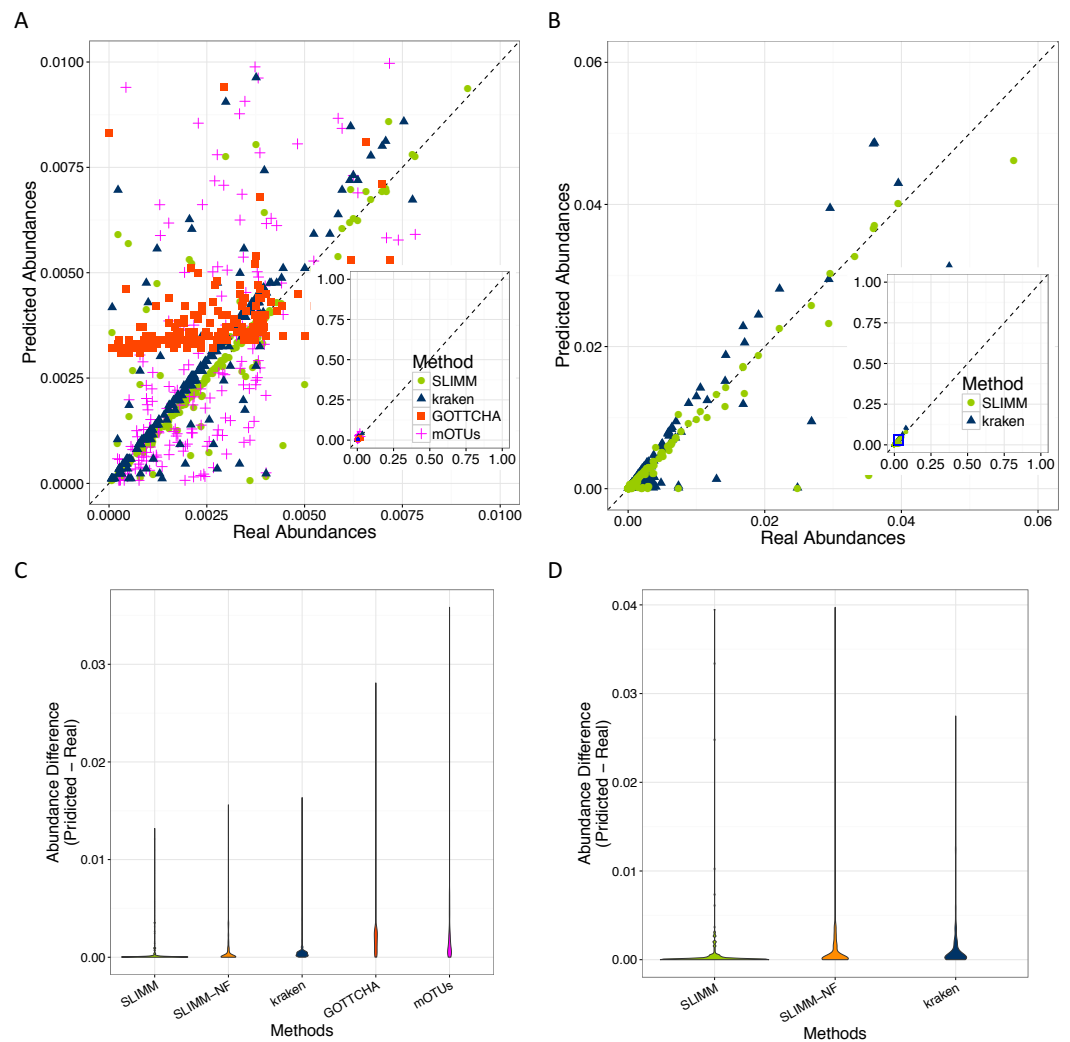 A
0.0100
0.0075
0.0050
0.0025
0.0000
Predicted Abundances
0.0000
0.0025
0.0050
0.0075
0.0100
Real Abundances
1.00
0.75
0.50
0.25
0.00
0.00
0.25
0.50
0.75
1.00
Method
SLIMM
kraken
GOTTCHA
mOTUs
B
0.06
0.04
0.02
0.00
Predicted Abundances
0.00
0.02
0.04
0.06
Real Abundances
1.00
0.75
0.50
0.25
0.00
0.00
0.25
0.50
0.75
1.00
Method
SLIMM
kraken
C
0.03
0.02
0.01
0.00
Abundance Difference
(Pridicted − Real)
SLIMM
SLIMM−NF
kraken
GOTTCHA
mOTUs
Methods
D
0.04
0.03
0.02
0.01
0.00
Abundance Difference
(Pridicted − Real)
SLIMM
SLIMM−NF
kraken
Methods